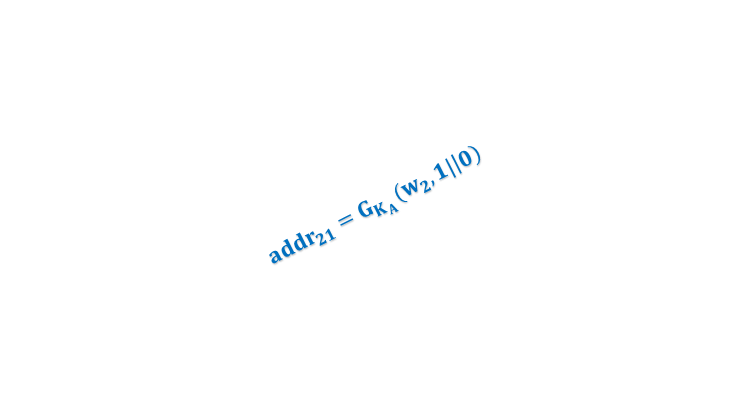 addr₂₁ = G_{K_A}(w₂,1||0)